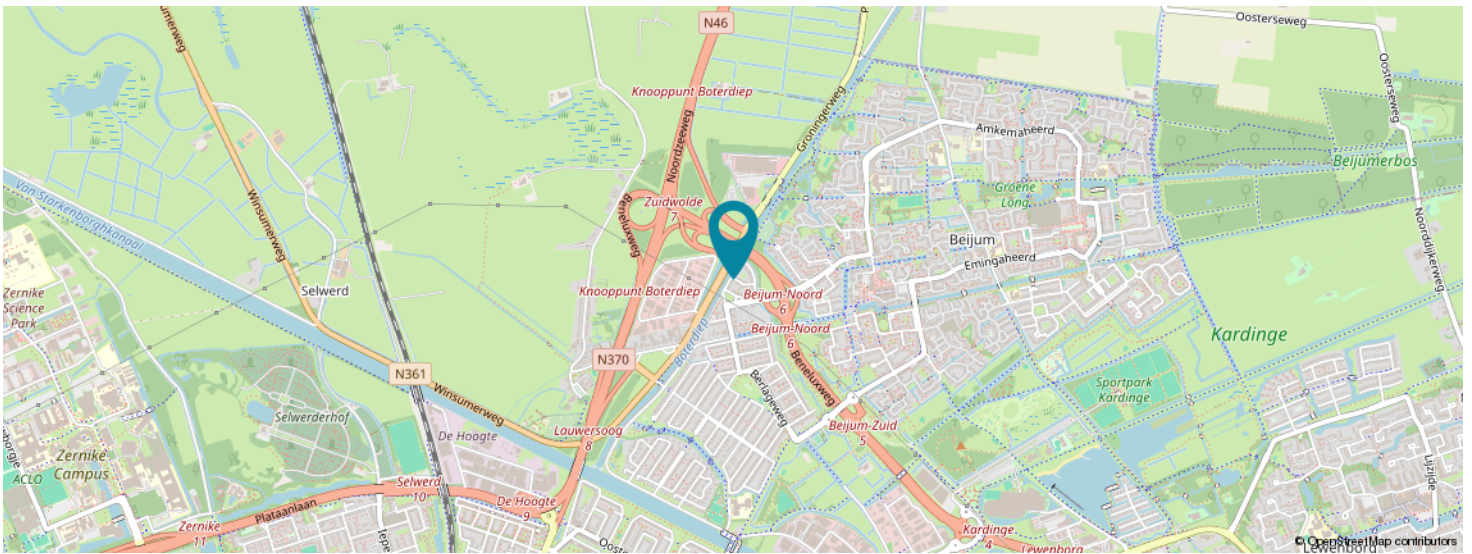 Oosterseweg
N46
Winsumerweg
Oosterseweg
Knooppunt Boterdiep
Groningerweg
Noordzeeweg
Amkemaheerd
Beijumerbos
Van Starkenborghkanaal
Groene
Long
Zuidwolde
7
Beneluxweg
Winsumerweg
Noorddijkerweg
Beijum
Emingaheerd
Zernike
Science
Park
Selwerd
Knooppunt Boterdiep
Beijum-Noord
6
Beijum-Noord
6
Kardinge
Boterdiep
N370
N361
Beneluxweg
Berlageweg
Sportpark
Kardinge
Winsumerweg
Selwerderhof
Beijum-Zuid
5
Lauwersoog
8
De Hoogte
Zernike
Campus
ACLO
Lijzijde
Selwerd
10
De Hoogte
9
Plataanlaan
Zernike
11
Kardinge
4
Lewenborg
Lewenborg
© OpenStreetMap contributors